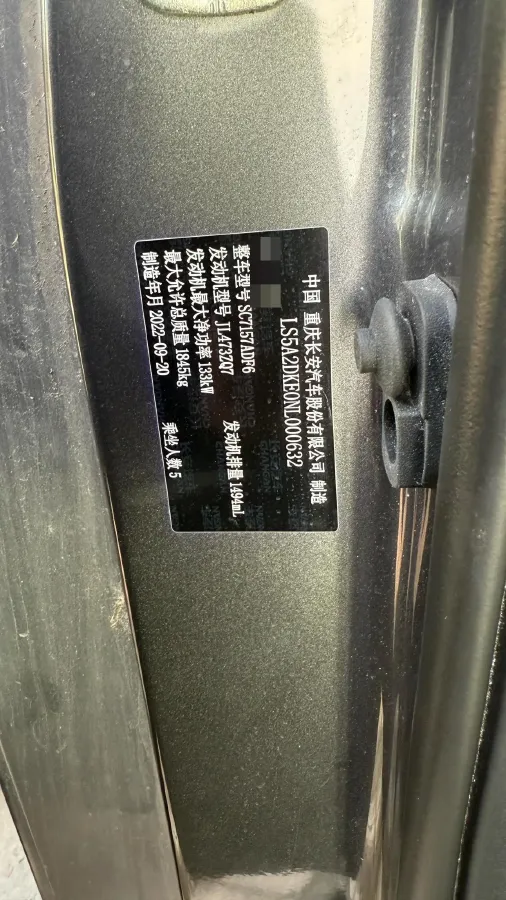 中国 重庆长安汽车股份有限公司 制造
LS5A2DKE0NL000632
整车型号 SC7157ADF6
发动机型号 JL473ZQ7 发动机排量 1494mL
发动机最大净功率 133kW
最大允许总质量 1845kg
制造年月 2022-09-20 乘坐人数 5